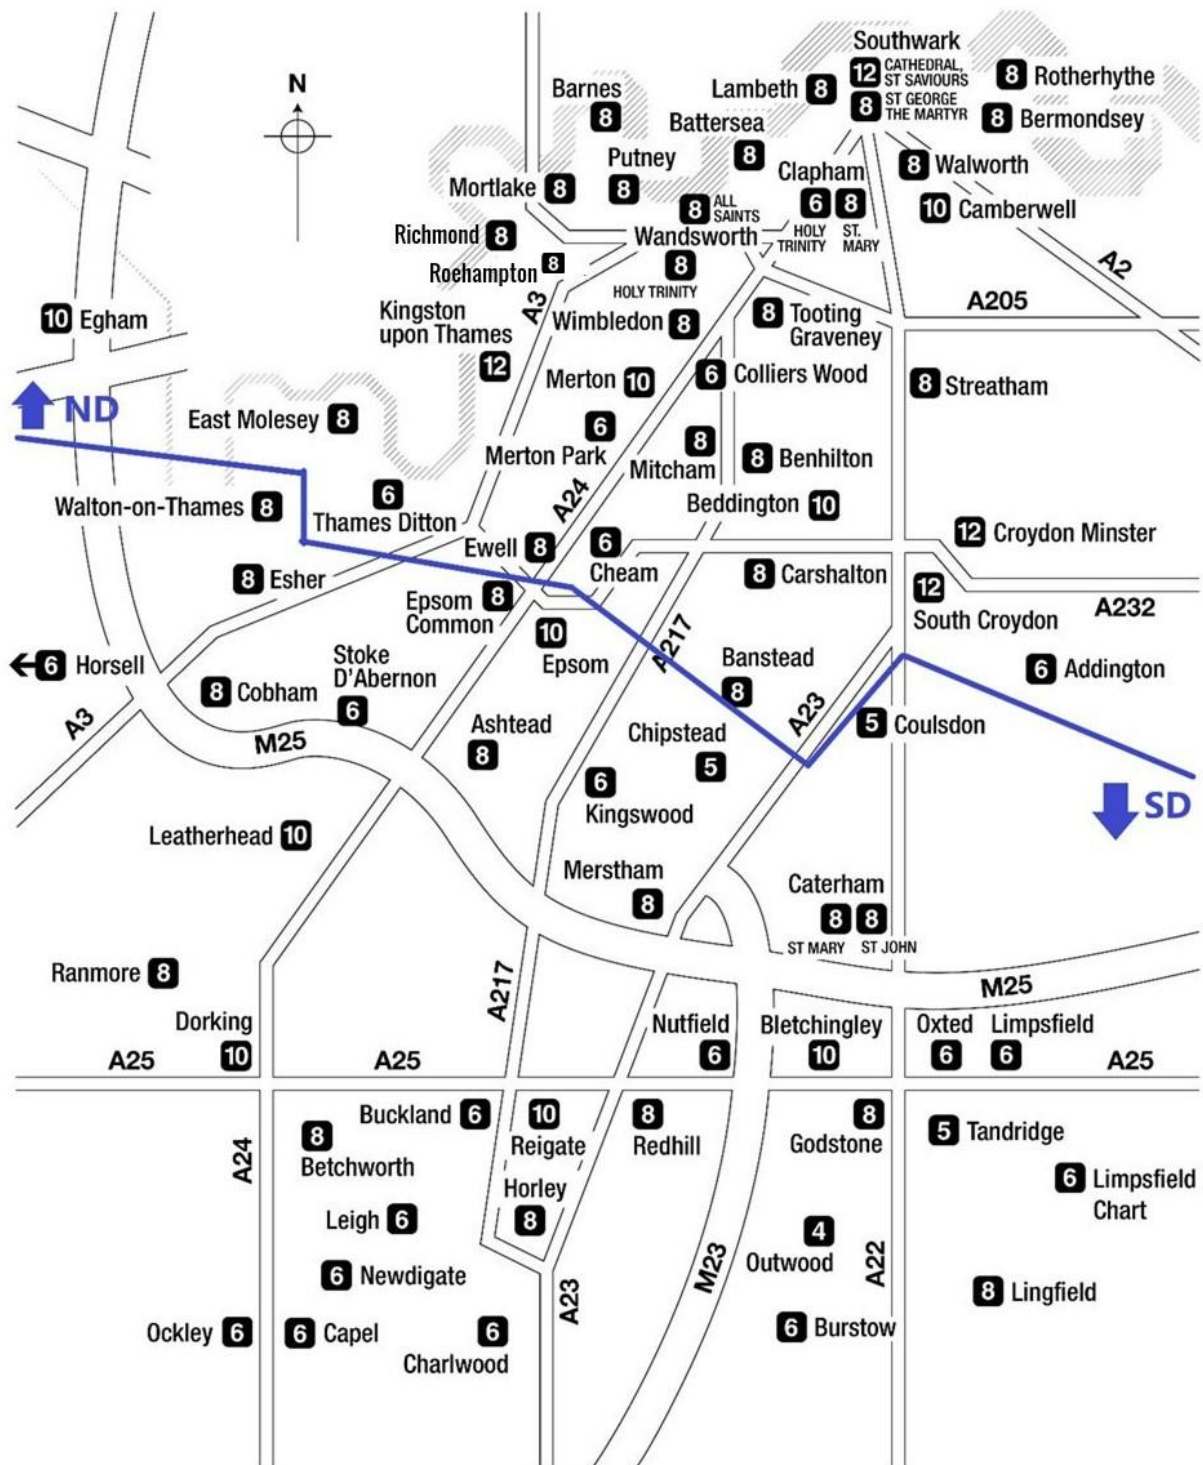 Southwark
12 CATHEDRAL,
ST SAVIOURS
8 ST GEORGE
THE MARTYR
8 Rotherhythe
Lambeth 8
8 Bermondsey
N
Barnes
8
Battersea
8
Putney
8
Clapham
6 8
HOLY
TRINITY
ST.
MARY
8 Walworth
10 Camberwell
Mortlake 8
8 ALL
SAINTS
Wandsworth
8
HOLY TRINITY
Richmond 8
Roehampton 8
A2
A205
A3
10 Egham
Kingston
upon Thames
12
Wimbledon 8
8 Tooting
Graveney
Merton 10
6 Colliers Wood
8 Streatham
ND
East Molesey 8
6
Merton Park
8
Mitcham
8 Benhilton
A24
Beddington 10
Walton-on-Thames 8
6
Thames Ditton
12 Croydon Minster
Ewell 8
6
Cheam
8 Esher
8 Carshalton
12
South Croydon
A232
Epsom
Common
8
10
Epsom
A217
← 6 Horsell
Stoke
D'Abernon
6
Banstead
8
6 Addington
8 Cobham
A3
M25
Ashtead
8
Chipstead
5
A23
5 Coulsdon
6
Kingswood
SD
Leatherhead 10
Merstham
8
Caterham
8 8
ST MARY ST JOHN
Ranmore 8
A217
M25
Dorking
10
Nutfield
6
Bletchingley
10
Oxted
6
Limpsfield
6
A25
A25
A25
Buckland 6
10
Reigate
8
Redhill
8
Godstone
5 Tandridge
A24
8
Betchworth
Horley
8
6 Limpsfield
Chart
Leigh 6
4
Outwood
A22
M23
6 Newdigate
A23
8 Lingfield
Ockley 6
6 Capel
6
Charlwood
6 Burstow